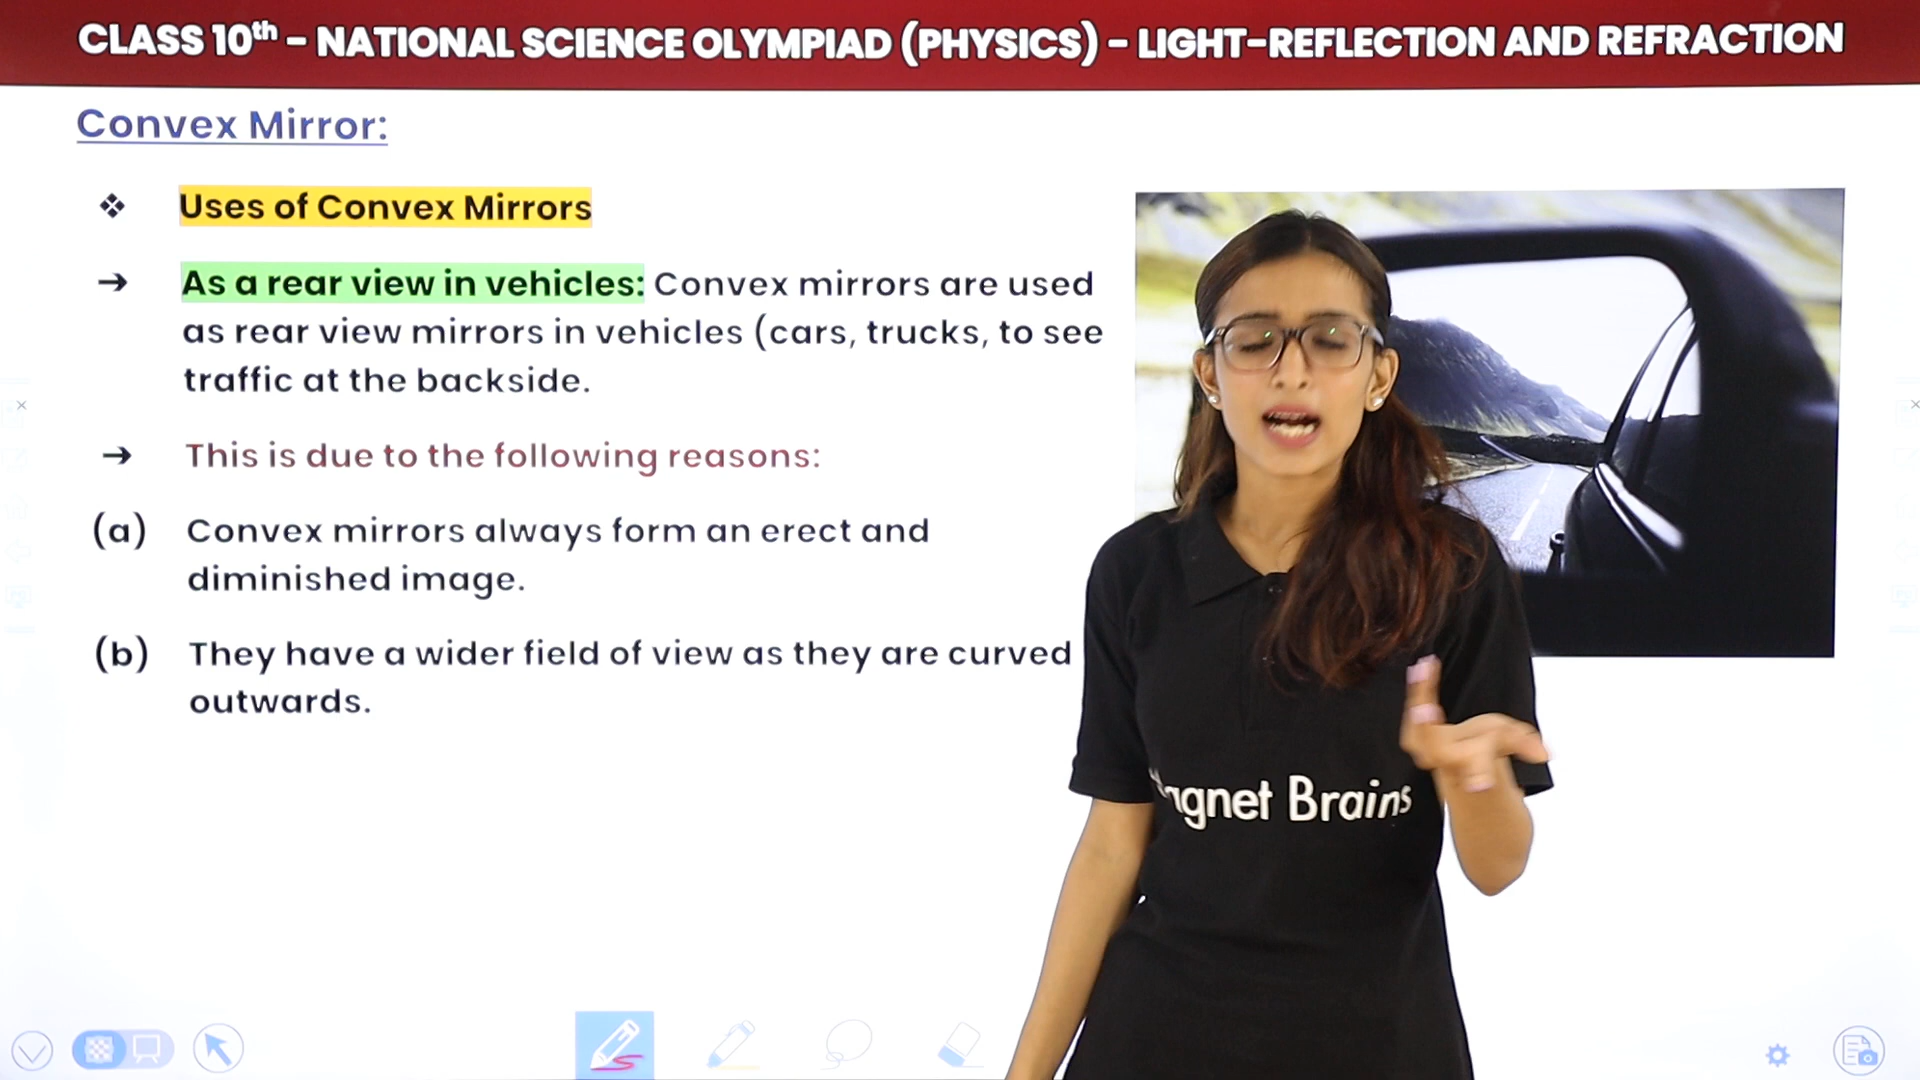 CLASS 10th - NATIONAL SCIENCE OLYMPIAD (PHYSICS) - LIGHT-REFLECTION AND REFRACTION
Convex Mirror:
❖ Uses of Convex Mirrors
→ As a rear view in vehicles: Convex mirrors are used
as rear view mirrors in vehicles (cars, trucks, to see
traffic at the backside.
→ This is due to the following reasons:
(a) Convex mirrors always form an erect and
diminished image.
(b) They have a wider field of view as they are curved
outwards.
Brains